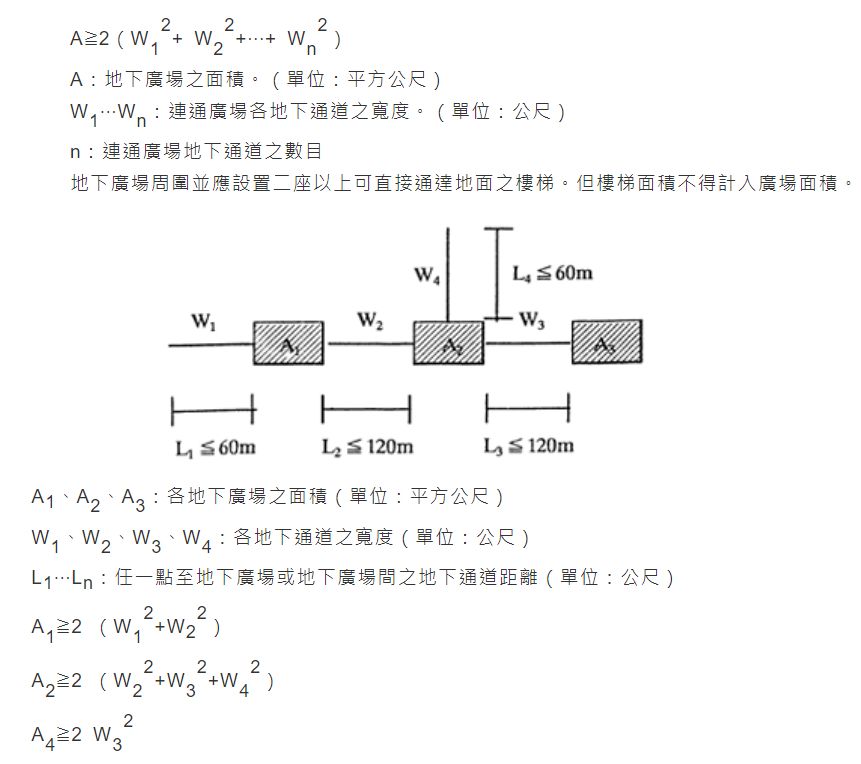 A≧2（W₁²+ W₂²+⋯+ Wₙ²）
A：地下廣場之面積。（單位：平方公尺）
W₁⋯Wₙ：連通廣場各地下通道之寬度。（單位：公尺）
n：連通廣場地下通道之數目
地下廣場周圍並應設置二座以上可直接通達地面之樓梯。但樓梯面積不得計入廣場面積。
W₄ L₄≦60m
W₁ W₂ W₃
A₁ A₂ A₃
L₁≦60m L₂≦120m L₃≦120m
A₁、A₂、A₃：各地下廣場之面積（單位：平方公尺）
W₁、W₂、W₃、W₄：各地下通道之寬度（單位：公尺）
L₁⋯Lₙ：任一點至地下廣場或地下廣場間之地下通道距離（單位：公尺）
A₁≧2 （W₁²+W₂²）
A₂≧2 （W₂²+W₃²+W₄²）
A₄≧2 W₃²